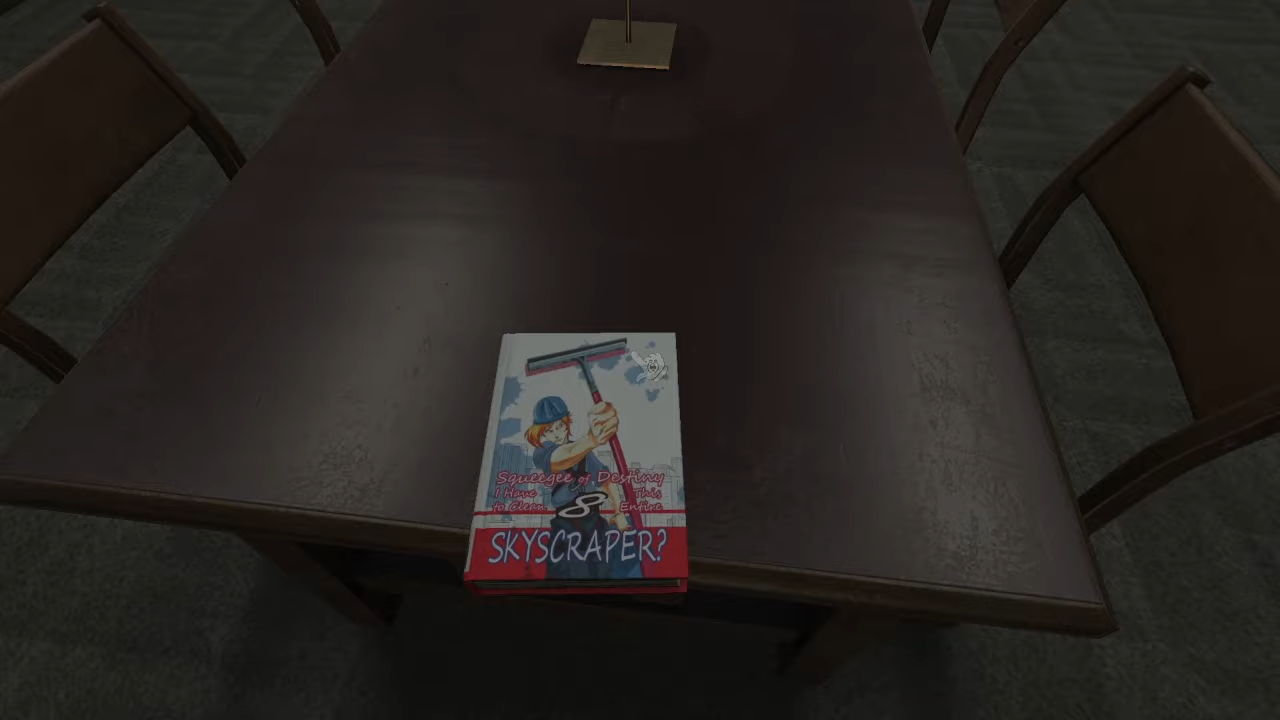 Squeegee of Destiny
I Have This
to Clean 8 Entire
SKYSCRAPER?